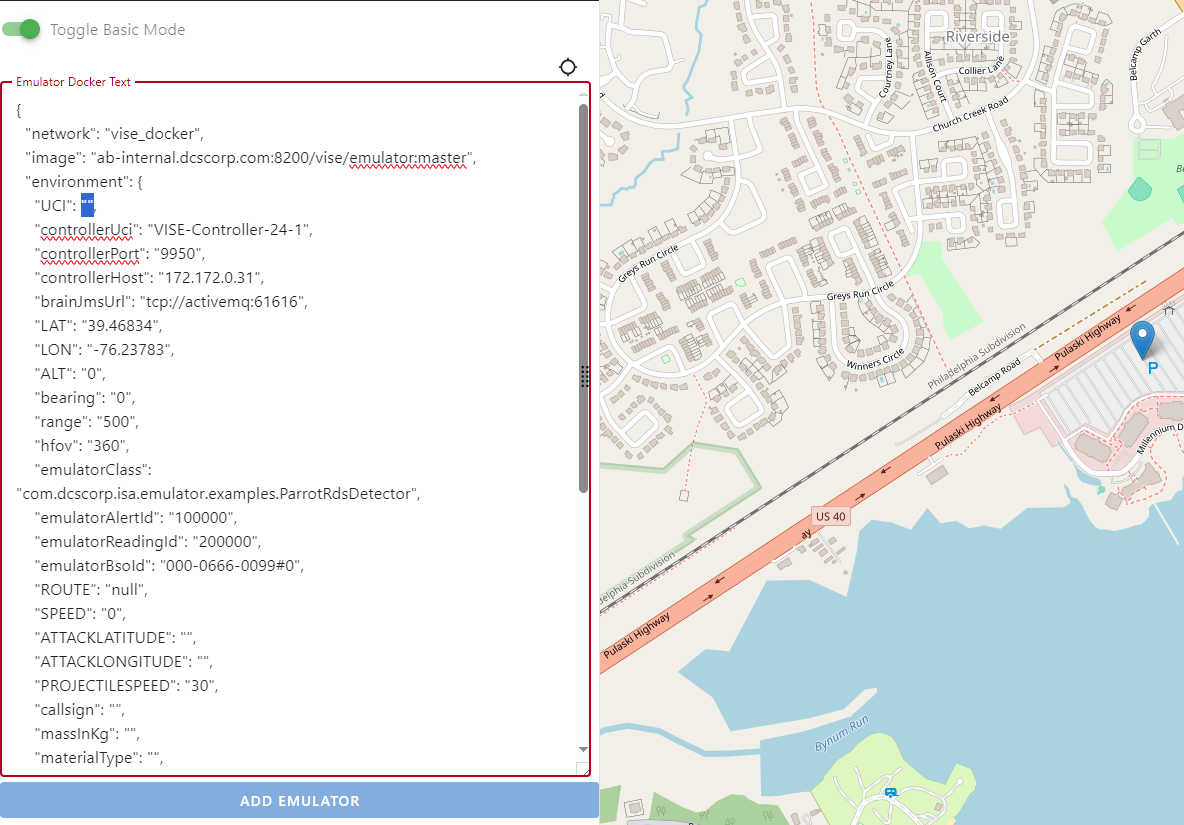 Toggle Basic Mode
Emulator Docker Text
{
"network": "vise_docker",
"image": "ab-internal.dcscorp.com:8200/vise/emulator:master",
"environment": {
"UCI": "",
"controllerUci": "VISE-Controller-24-1",
"controllerPort": "9950",
"controllerHost": "172.172.0.31",
"brainJmsUrl": "tcp://activemq:61616",
"LAT": "39.46834",
"LON": "-76.23783",
"ALT": "0",
"bearing": "0",
"range": "500",
"hfov": "360",
"emulatorClass":
"com.dcscorp.isa.emulator.examples.ParrotRdsDetector",
"emulatorAlertId": "100000",
"emulatorReadingId": "200000",
"emulatorBsoId": "000-0666-0099#0",
"ROUTE": "null",
"SPEED": "0",
"ATTACKLATITUDE": "",
"ATTACKLONGITUDE": "",
"PROJECTILESPEED": "30",
"callsign": "",
"massInKg": "",
"materialType": "",
ADD EMULATOR
Riverside
Courtney Lane
Allison Court
Collier Lane
Belcamp Garth
Church Creek Road
Be
Greys Run Circle
Greys Run Circle
Winners Circle
Philadelphia Subdivision
Pulaski Highway
Belcamp Road
P
Pulaski Highway
Millennium D
US 40
ay
adelphia Subdivision
Pulaski Highway
Bynum Run